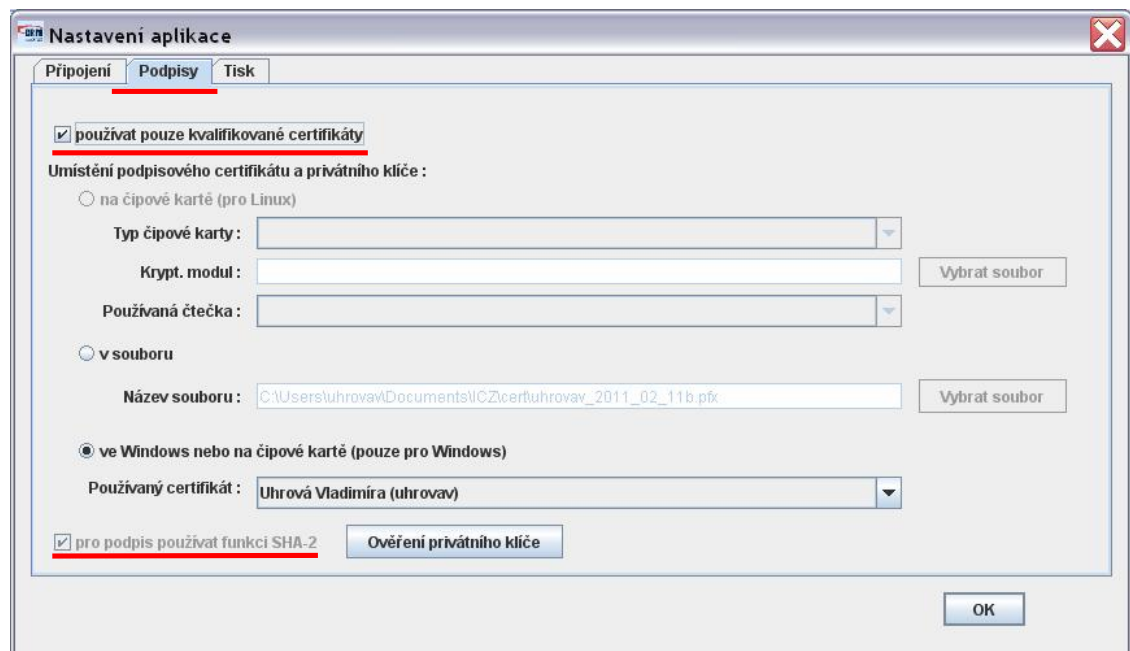 Nastavení aplikace
Připojení Podpisy Tisk
používat pouze kvalifikované certifikáty
Umístění podpisového certifikátu a privátního klíče :
na čipové kartě (pro Linux)
Typ čipové karty :
Krypt. modul : Vybrat soubor
Používaná čtečka :
v souboru
Název souboru : C:\Users\uhrovav\Documents\ICZ\cert\uhrovav_2011_02_11b.pfx Vybrat soubor
ve Windows nebo na čipové kartě (pouze pro Windows)
Používaný certifikát : Uhrová Vladimíra (uhrovav)
pro podpis používat funkci SHA-2 Ověření privátního klíče
OK